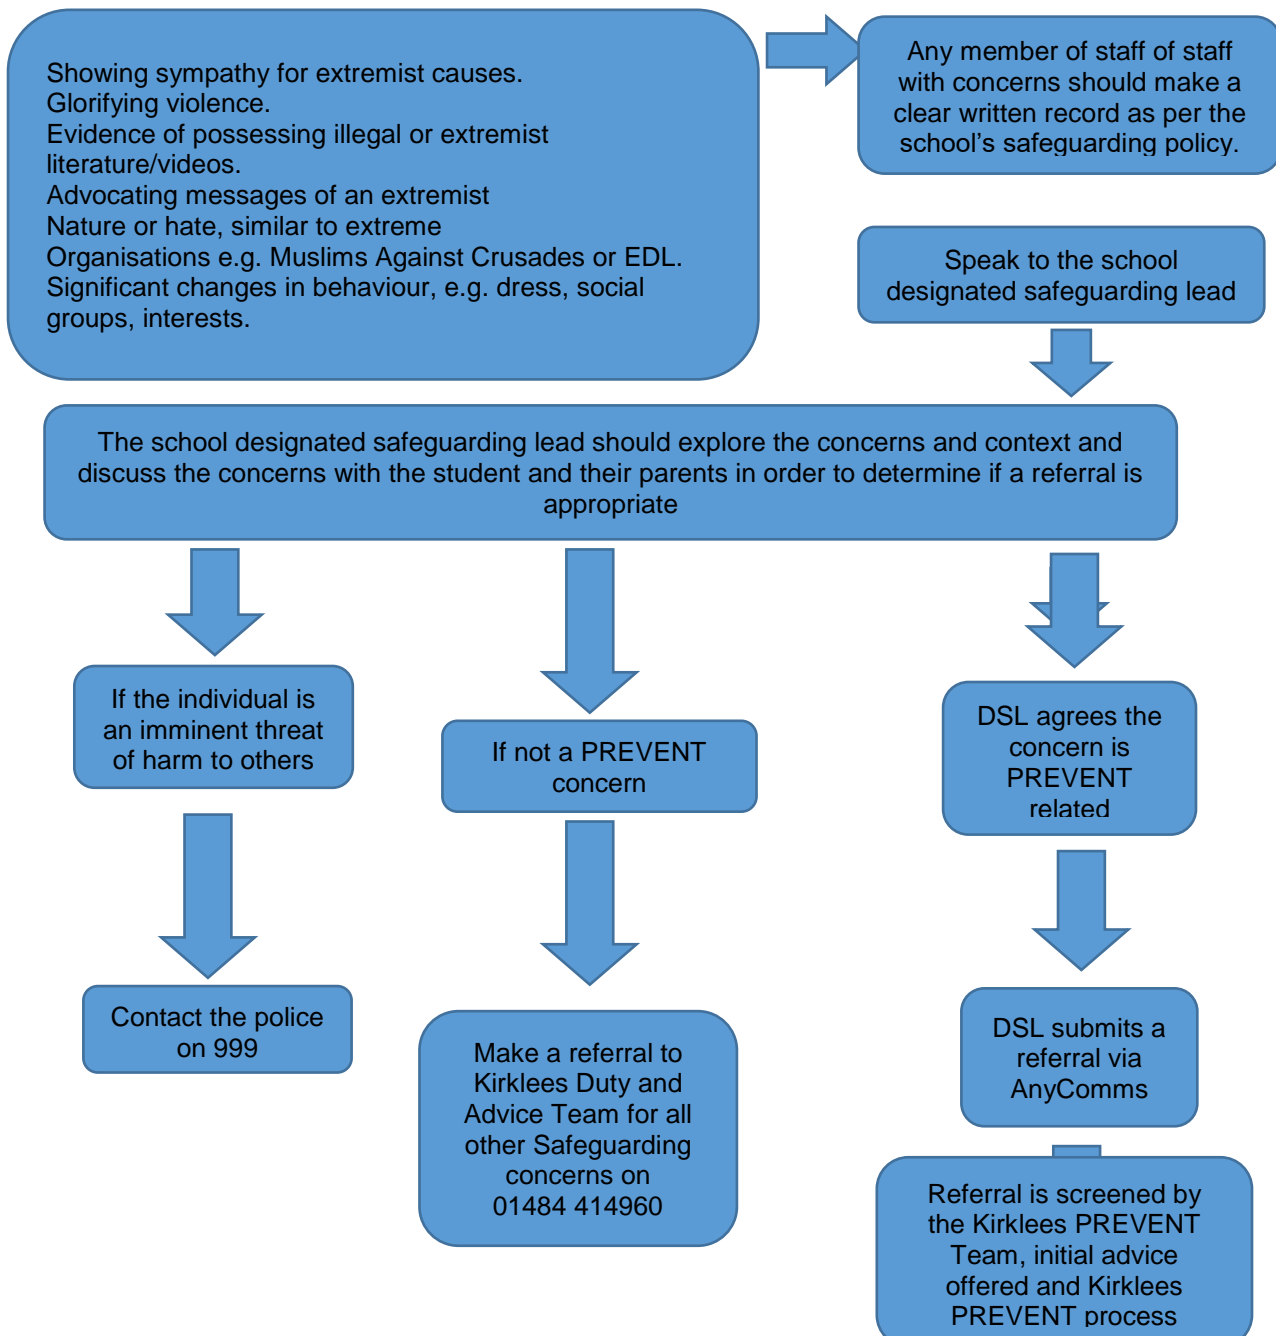 Showing sympathy for extremist causes.
Glorifying violence.
Evidence of possessing illegal or extremist
literature/videos.
Advocating messages of an extremist
Nature or hate, similar to extreme
Organisations e.g. Muslims Against Crusades or EDL.
Significant changes in behaviour, e.g. dress, social
groups, interests.
Any member of staff of staff
with concerns should make a
clear written record as per the
school’s safeguarding policy.
Speak to the school
designated safeguarding lead
The school designated safeguarding lead should explore the concerns and context and
discuss the concerns with the student and their parents in order to determine if a referral is
appropriate
If the individual is
an imminent threat
of harm to others
Contact the police
on 999
If not a PREVENT
concern
Make a referral to
Kirklees Duty and
Advice Team for all
other Safeguarding
concerns on
01484 414960
DSL agrees the
concern is
PREVENT
related
DSL submits a
referral via
AnyComms
Referral is screened by
the Kirklees PREVENT
Team, initial advice
offered and Kirklees
PREVENT process